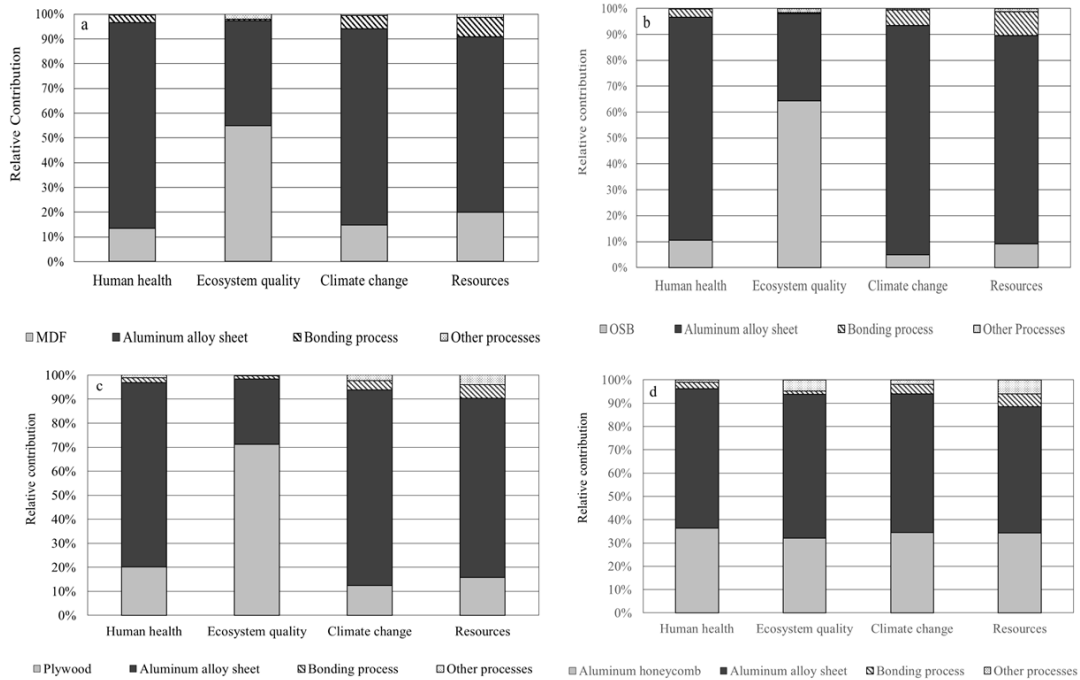 a
Relative Contribution
100%
90%
80%
70%
60%
50%
40%
30%
20%
10%
0%
Human health Ecosystem quality Climate change Resources
MDF Aluminum alloy sheet Bonding process Other processes
b
Relative contribution
100%
90%
80%
70%
60%
50%
40%
30%
20%
10%
0%
Human health Ecosystem quality Climate change Resources
OSB Aluminum alloy sheet Bonding process Other Processes
c
Relative contribution
100%
90%
80%
70%
60%
50%
40%
30%
20%
10%
0%
Human health Ecosystem quality Climate change Resources
Plywood Aluminum alloy sheet Bonding process Other processes
d
Relative contribution
100%
90%
80%
70%
60%
50%
40%
30%
20%
10%
0%
Human health Ecosystem quality Climate change Resources
Aluminum honeycomb Aluminum alloy sheet Bonding process Other processes